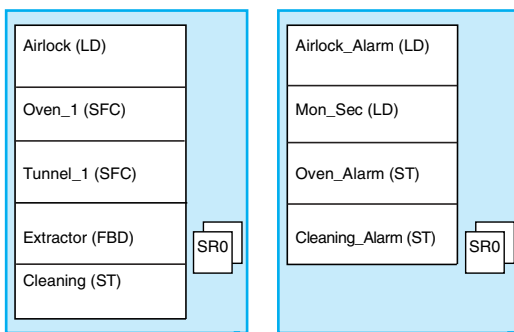 Airlock (LD)
Oven_1 (SFC)
Tunnel_1 (SFC)
Extractor (FBD)
Cleaning (ST)
SR0
Airlock_Alarm (LD)
Mon_Sec (LD)
Oven_Alarm (ST)
Cleaning_Alarm (ST)
SR0